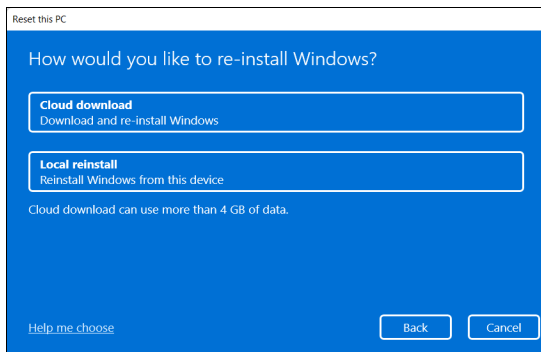 Reset this PC
How would you like to re-install Windows?
Cloud download
Download and re-install Windows
Local reinstall
Reinstall Windows from this device
Cloud download can use more than 4 GB of data.
Help me choose
Back
Cancel